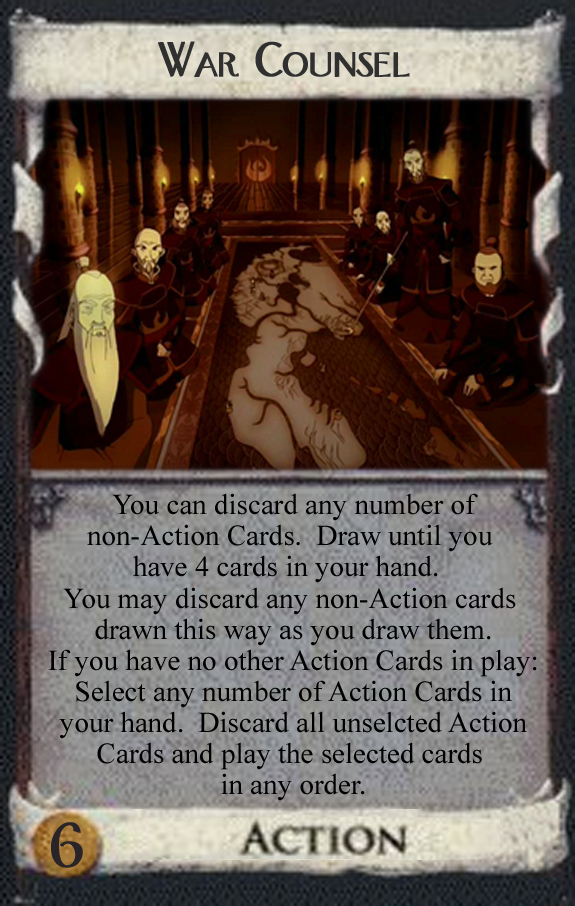 War Counsel
You can discard any number of
non-Action Cards. Draw until you
have 4 cards in your hand.
You may discard any non-Action cards
drawn this way as you draw them.
If you have no other Action Cards in play:
Select any number of Action Cards in
your hand. Discard all unselcted Action
Cards and play the selected cards
in any order.
6
Action